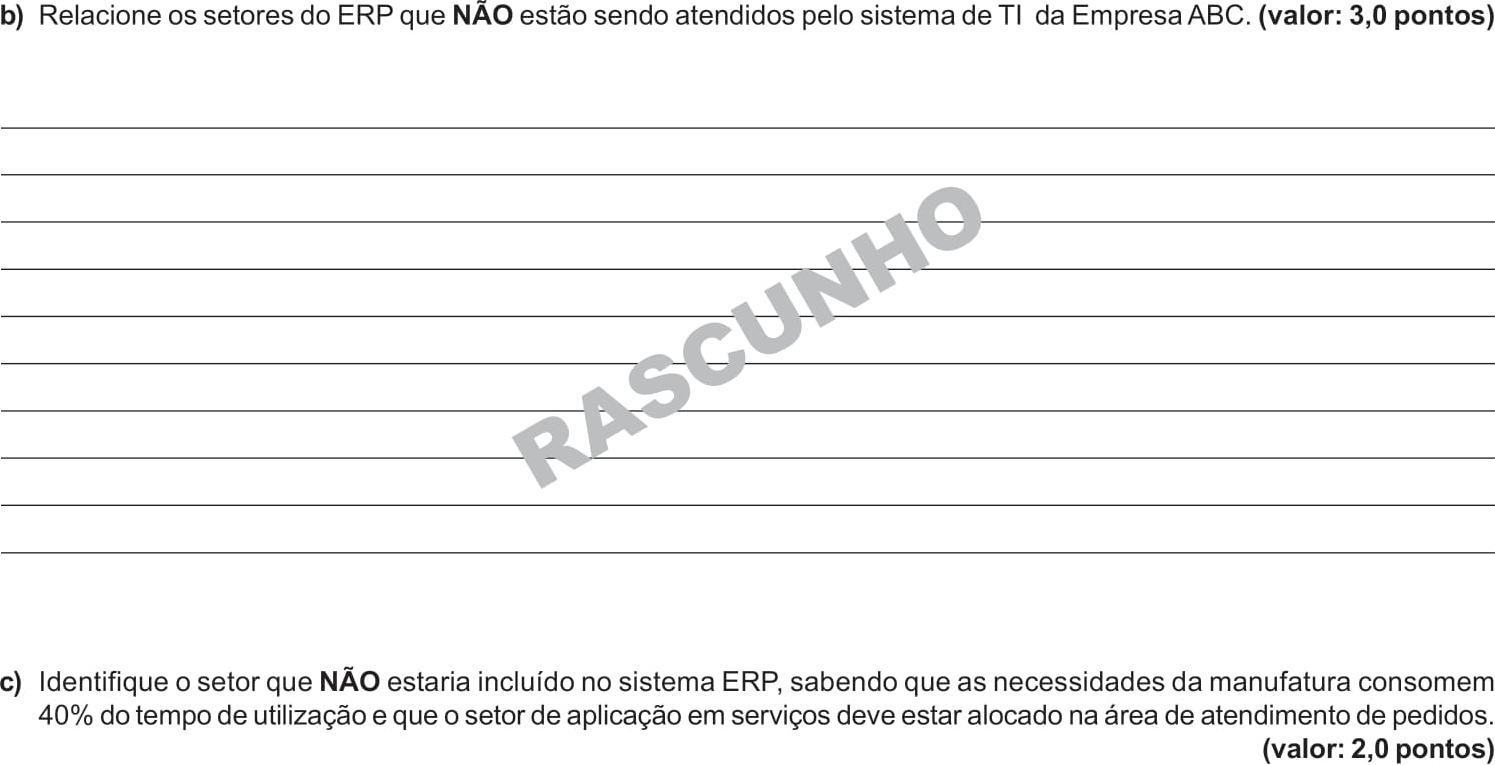 b) Relacione os setores do ERP que NÃO estão sendo atendidos pelo sistema de TI da Empresa ABC. (valor: 3,0 pontos)
RASCUNHO
c) Identifique o setor que NÃO estaria incluído no sistema ERP, sabendo que as necessidades da manufatura consomem
40% do tempo de utilização e que o setor de aplicação em serviços deve estar alocado na área de atendimento de pedidos.
(valor: 2,0 pontos)